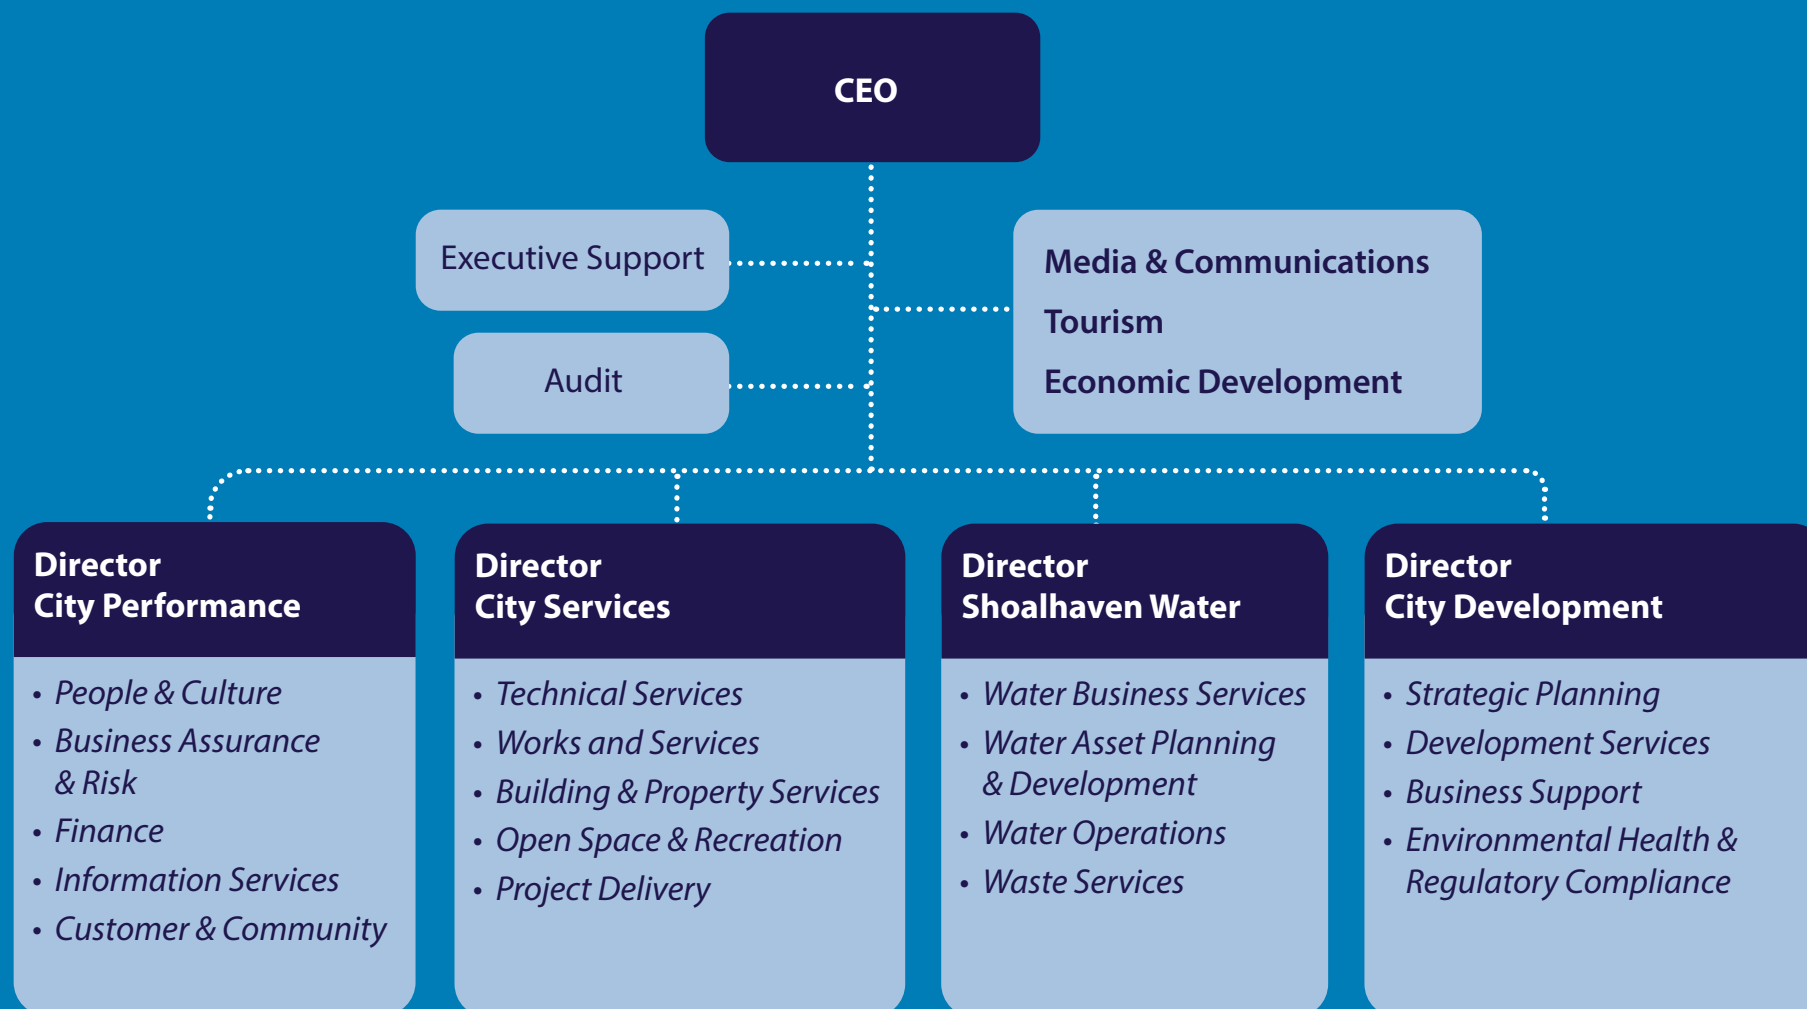 CEO
Executive Support
Audit
Media & Communications
Tourism
Economic Development
Director
City Performance
• People & Culture
• Business Assurance
& Risk
• Finance
• Information Services
• Customer & Community
Director
City Services
• Technical Services
• Works and Services
• Building & Property Services
• Open Space & Recreation
• Project Delivery
Director
Shoalhaven Water
• Water Business Services
• Water Asset Planning
& Development
• Water Operations
• Waste Services
Director
City Development
• Strategic Planning
• Development Services
• Business Support
• Environmental Health &
Regulatory Compliance